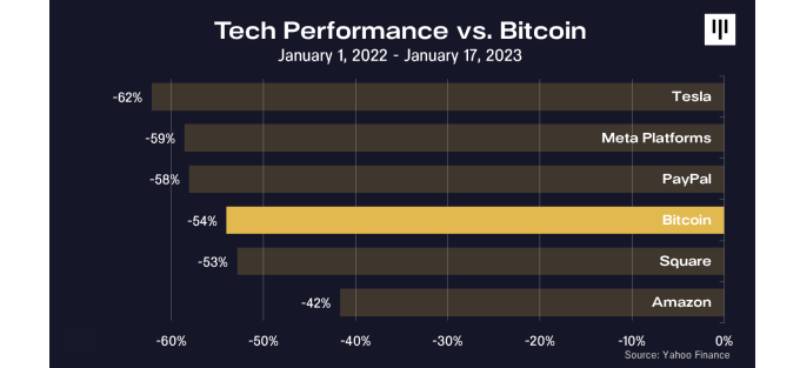 Tech Performance vs. Bitcoin
January 1, 2022 - January 17, 2023
-62% Tesla
-59% Meta Platforms
-58% PayPal
-54% Bitcoin
-53% Square
-42% Amazon
-60% -50% -40% -30% -20% -10% 0%
Source: Yahoo Finance